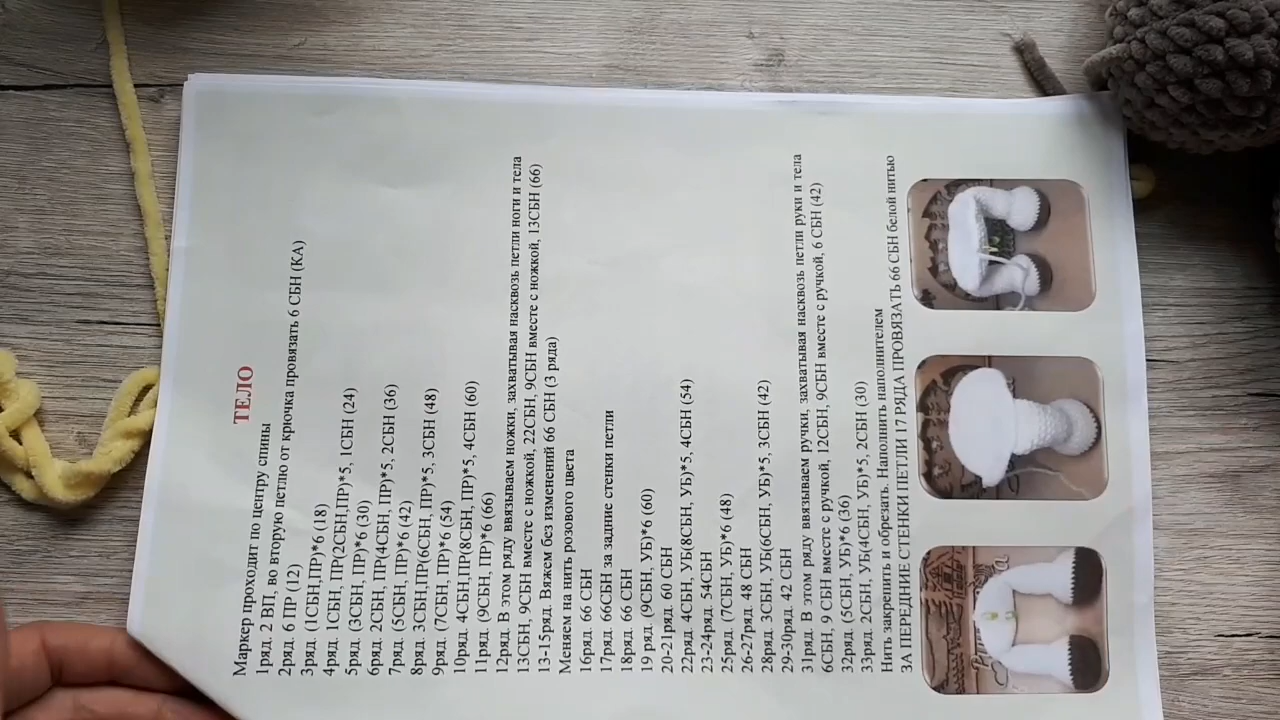 ТЕЛО
Маркер проходит по центру спины
1ряд. 2 ВП, во вторую петлю от крючка провязать 6 СБН (КА)
2ряд. 6 ПР (12)
3ряд. (1СБН,ПР)*6 (18)
4ряд. 1СБН, ПР(2СБН,ПР)*5, 1СБН (24)
5ряд. (3СБН, ПР)*6 (30)
6ряд. 2СБН, ПР(4СБН, ПР)*5, 2СБН (36)
7ряд. (5СБН, ПР)*6 (42)
8ряд. 3СБН,ПР(6СБН, ПР)*5, 3СБН (48)
9ряд. (7СБН, ПР)*6 (54)
10ряд. 4СБН,ПР(8СБН, ПР)*5, 4СБН (60)
11ряд. (9СБН, ПР)*6 (66)
12ряд. В этом ряду ввязываем ножки, захватывая насквозь петли ноги и тела
13СБН, 9СБН вместе с ножкой, 22СБН, 9СБН вместе с ножкой, 13СБН (66)
13-15ряд. Вяжем без изменений 66 СБН (3 ряда)
Меняем на нить розового цвета
16ряд. 66 СБН
17ряд. 66СБН за задние стенки петли
18ряд. 66 СБН
19 ряд. (9СБН, УБ)*6 (60)
20-21ряд. 60 СБН
22ряд. 4СБН, УБ(8СБН, УБ)*5, 4СБН (54)
23-24ряд. 54СБН
25ряд. (7СБН, УБ)*6 (48)
26-27ряд. 48 СБН
28ряд. 3СБН, УБ(6СБН, УБ)*5, 3СБН (42)
29-30ряд. 42 СБН
31ряд. В этом ряду ввязываем ручки, захватывая насквозь петли руки и тела
6СБН, 9 СБН вместе с ручкой, 12СБН, 9СБН вместе с ручкой, 6 СБН (42)
32ряд. (5СБН, УБ)*6 (36)
33ряд. 2СБН, УБ(4СБН, УБ)*5, 2СБН (30)
Нить закрепить и обрезать. Наполнить наполнителем
ЗА ПЕРЕДНИЕ СТЕНКИ ПЕТЛИ 17 РЯДА ПРОВЯЗАТЬ 66 СБН белой нитью